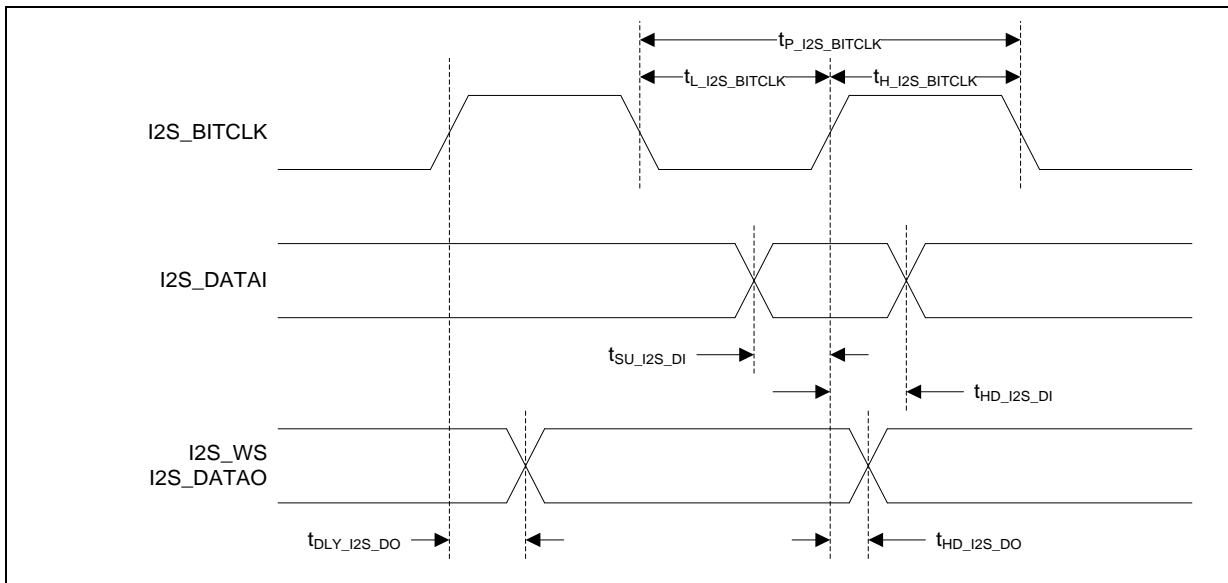 tP_I2S_BITCLK
tL_I2S_BITCLK tH_I2S_BITCLK
I2S_BITCLK
I2S_DATAI
tSU_I2S_DI
tHD_I2S_DI
I2S_WS
I2S_DATAO
tDLY_I2S_DO tHD_I2S_DO